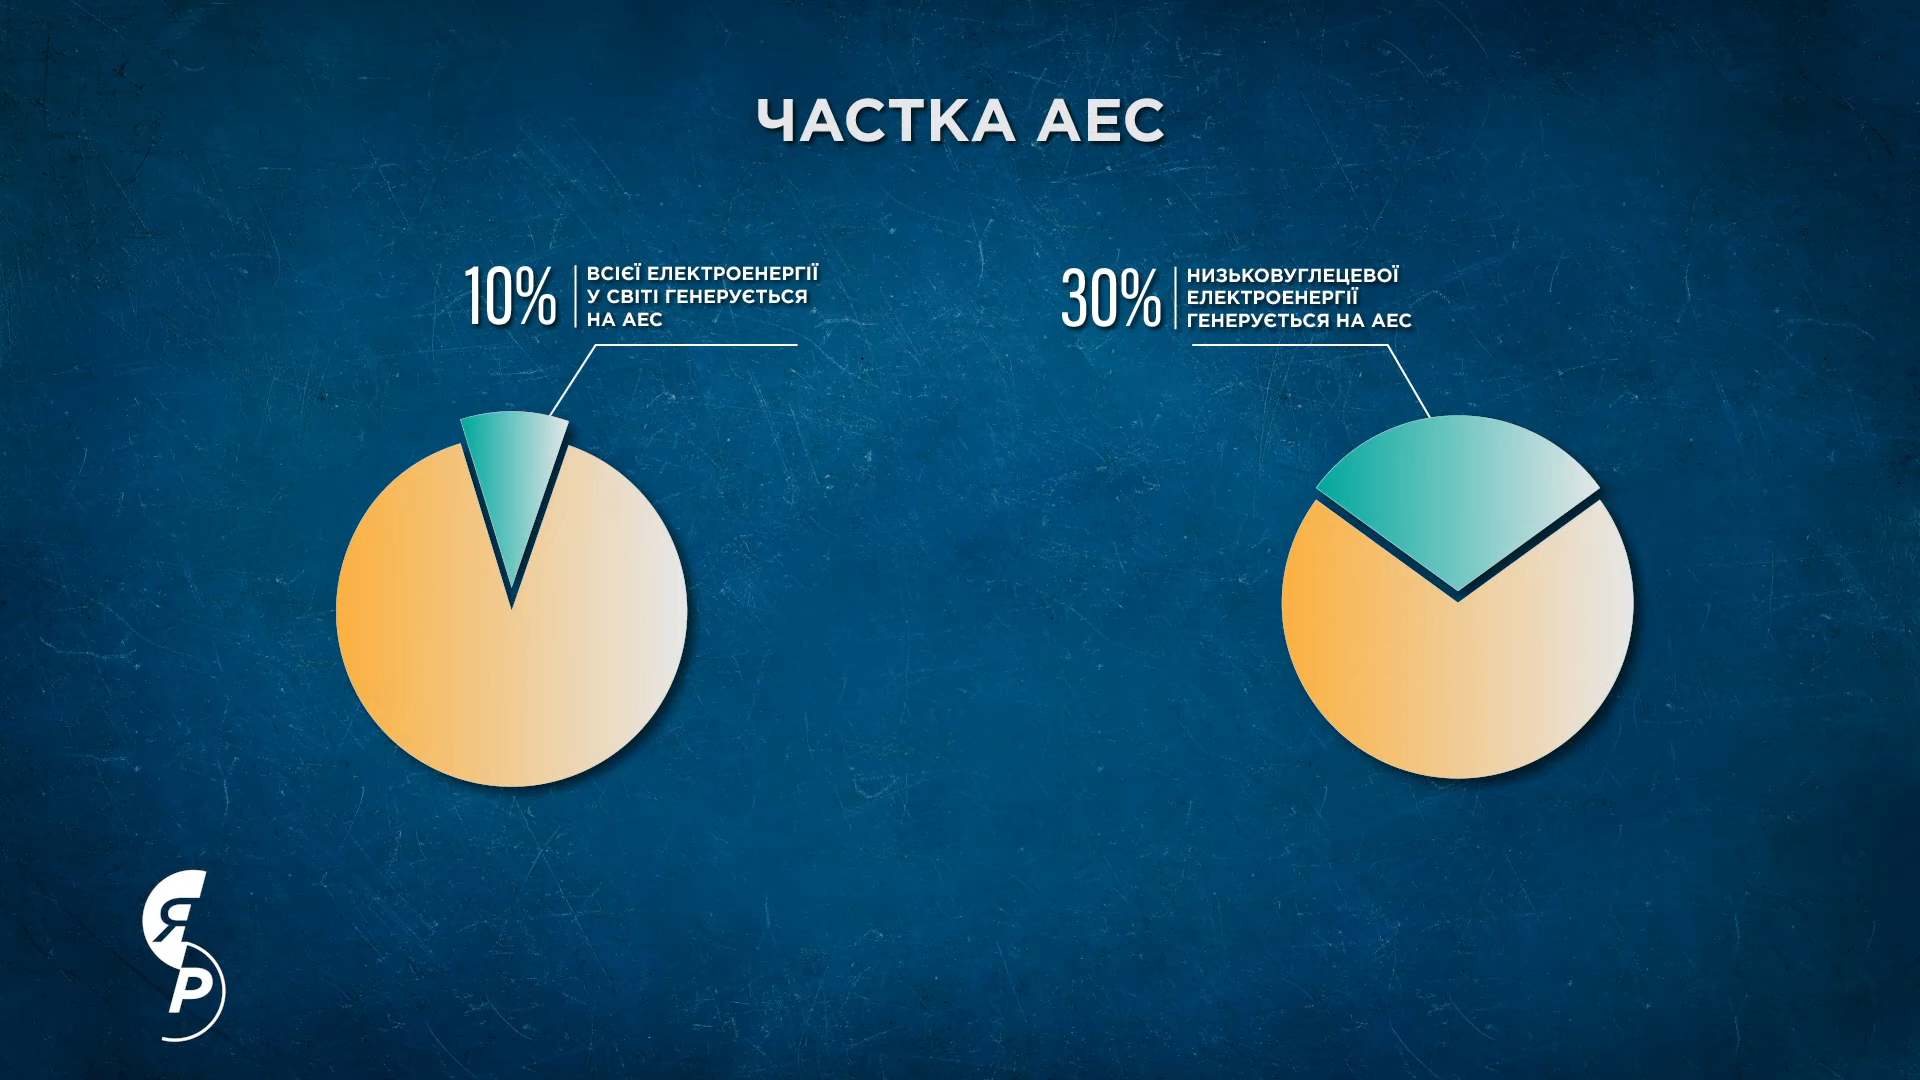 ЧАСТКА АЕС
10%
ВСІЄЇ ЕЛЕКТРОЕНЕРГІЇ
У СВІТІ ГЕНЕРУЄТЬСЯ
НА АЕС
30%
НИЗЬКОВУГЛЕЦЕВОЇ
ЕЛЕКТРОЕНЕРГІЇ
ГЕНЕРУЄТЬСЯ НА АЕС
Я
Р